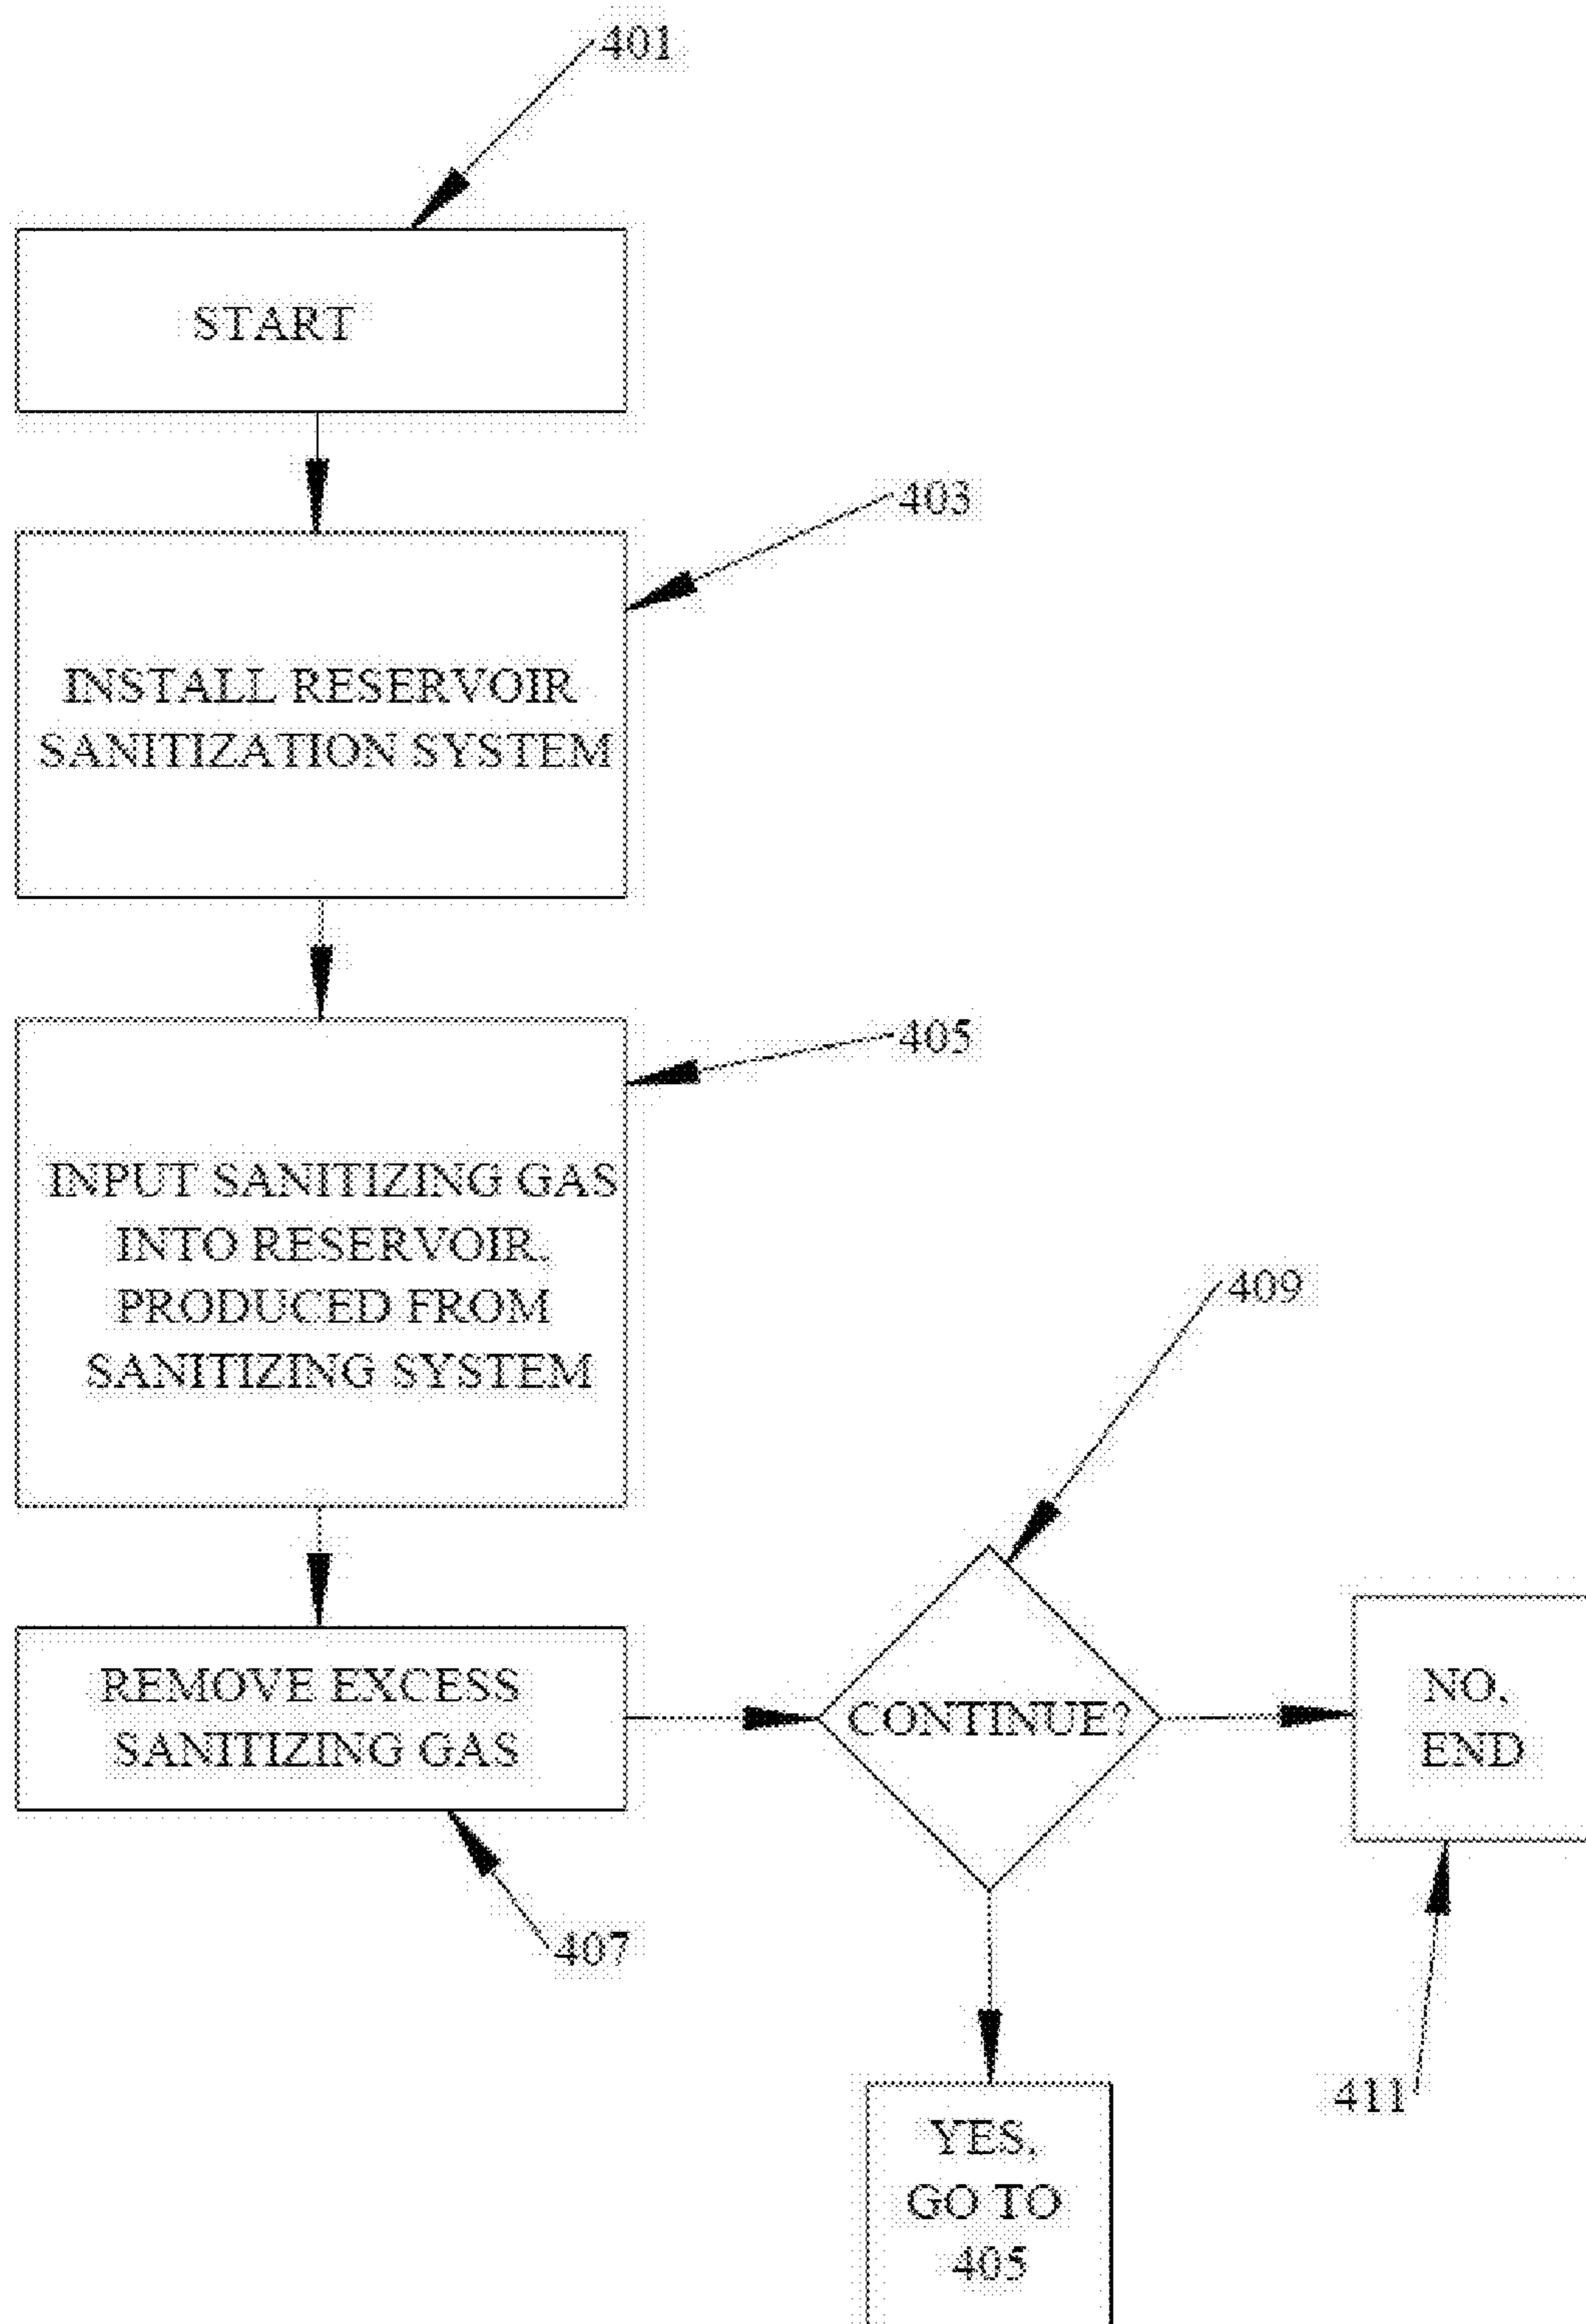 401
START
403
INSTALL RESERVOIR
SANITIZATION SYSTEM
405
INPUT SANITIZING GAS
INTO RESERVOIR,
PRODUCED FROM
SANITIZING SYSTEM
409
REMOVE EXCESS
SANITIZING GAS
CONTINUE?
NO,
END
407
411
YES,
GO TO
405